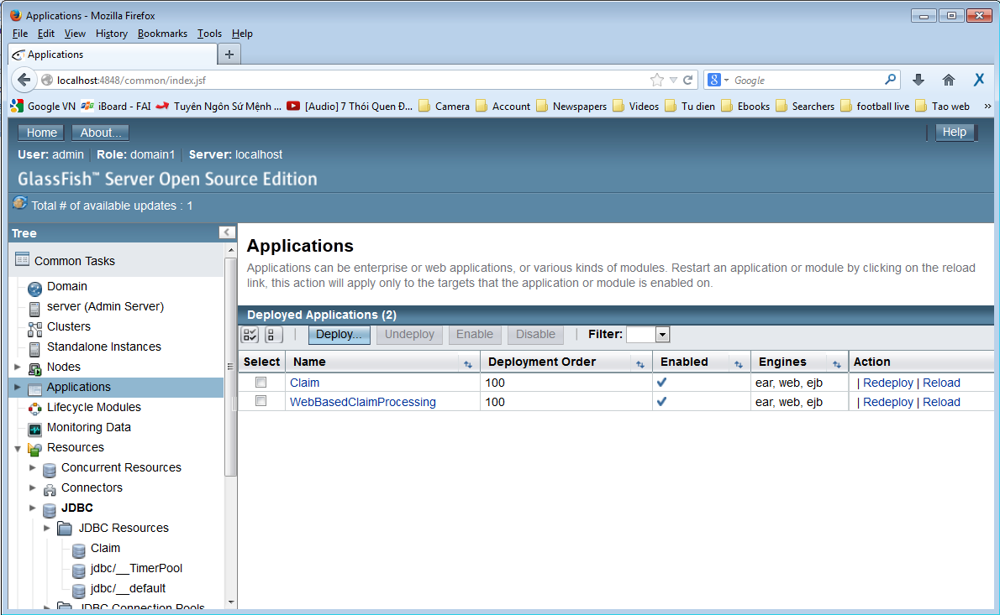 Applications - Mozilla Firefox
File Edit View History Bookmarks Tools Help
Applications
localhost:4848/common/index.jsf Google
Google VN iBoard - FAI Tuyên Ngôn Sứ Mệnh ... [Audio] 7 Thói Quen Đ... Camera Account Newspapers Videos Tu dien Ebooks Searchers football live Tao web »
Home About... Help
User: admin Role: domain1 Server: localhost
GlassFish™ Server Open Source Edition
Total # of available updates : 1
Tree
Common Tasks
Domain
server (Admin Server)
Clusters
Standalone Instances
Nodes
Applications
Lifecycle Modules
Monitoring Data
Resources
Concurrent Resources
Connectors
JDBC
JDBC Resources
Claim
jdbc/__TimerPool
jdbc/__default
JDBC Connection Pools
Applications
Applications can be enterprise or web applications, or various kinds of modules. Restart an application or module by clicking on the reload
link, this action will apply only to the targets that the application or module is enabled on.
Deployed Applications (2)
Deploy... Undeploy Enable Disable Filter:
Select Name Deployment Order Enabled Engines Action
Claim 100 ear, web, ejb | Redeploy | Reload
WebBasedClaimProcessing 100 ear, web, ejb | Redeploy | Reload